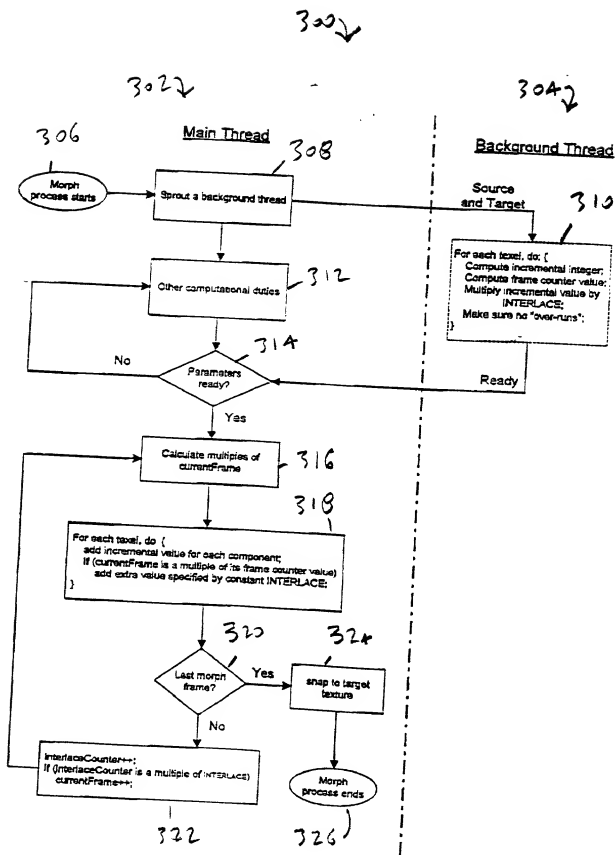 300
302
304
306
Main Thread
308
Background Thread
Morph
process starts
Sprout a background thread
Source
and Target
310
For each texel, do: {
Compute incremental integer;
Compute frame counter value;
Multiply incremental value by
INTERLACE;
Make sure no "over-runs";
}
Other computational duties
312
314
No
Parameters
ready?
Ready
Yes
Calculate multiples of
currentFrame
316
318
For each texel, do {
add incremental value for each component;
If (currentFrame is a multiple of its frame counter value)
add extra value specified by constant INTERLACE;
}
320
324
Last morph
frame?
Yes
snap to target
texture
No
InterlaceCounter++;
If (InterlaceCounter is a multiple of INTERLACE)
currentFrame++;
Morph
process ends
322
326